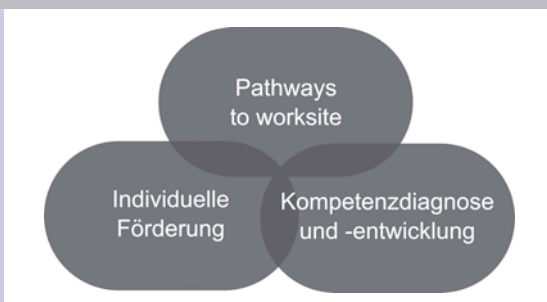 Pathways
to worksite
Individuelle
Förderung
Kompetenzdiagnose
und -entwicklung